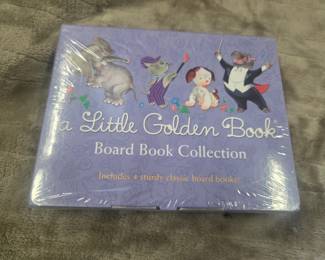 a Little Golden Book
Board Book Collection
Includes 4 sturdy classic board books!